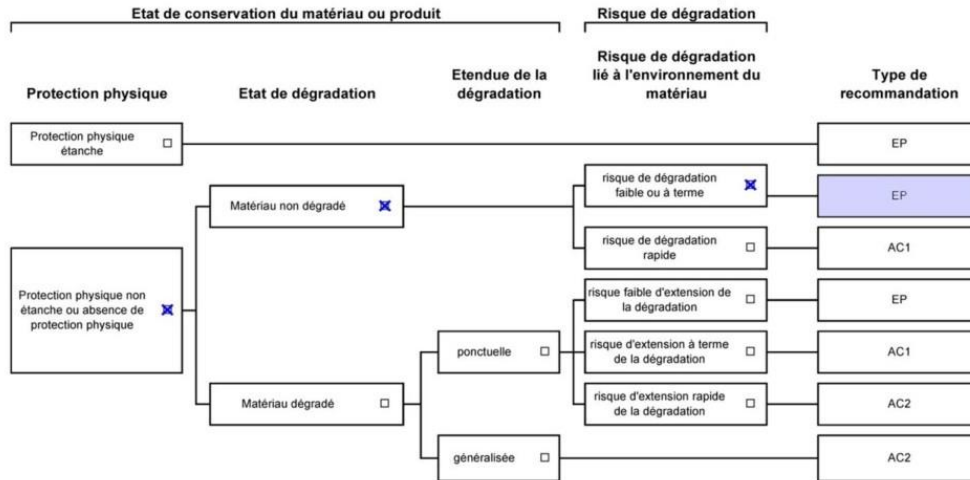 Etat de conservation du matériau ou produit
Risque de dégradation
Protection physique
Etat de dégradation
Etendue de la
dégradation
Risque de dégradation
lié à l'environnement du
matériau
Type de
recommandation
Protection physique
étanche
EP
risque de dégradation
faible ou à terme
EP
Matériau non dégradé
risque de dégradation
rapide
AC1
Protection physique non
étanche ou absence de
protection physique
risque faible d'extension de
la dégradation
EP
ponctuelle
risque d'extension à terme
de la dégradation
AC1
Matériau dégradé
risque d'extension rapide
de la dégradation
AC2
généralisée
AC2